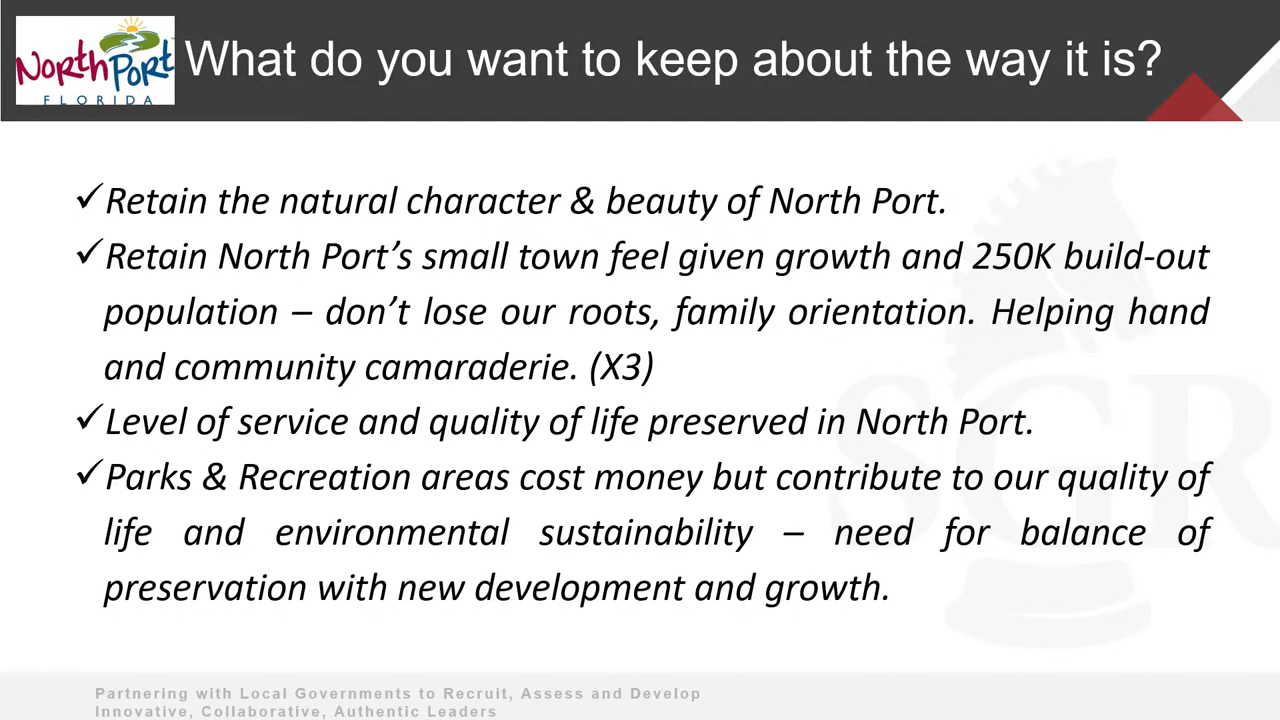 North Port
FLORIDA
What do you want to keep about the way it is?
✓Retain the natural character & beauty of North Port.
✓Retain North Port’s small town feel given growth and 250K build-out
population – don’t lose our roots, family orientation. Helping hand
and community camaraderie. (X3)
✓Level of service and quality of life preserved in North Port.
✓Parks & Recreation areas cost money but contribute to our quality of
life and environmental sustainability – need for balance of
preservation with new development and growth.
SGR
Partnering with Local Governments to Recruit, Assess and Develop
Innovative, Collaborative, Authentic Leaders